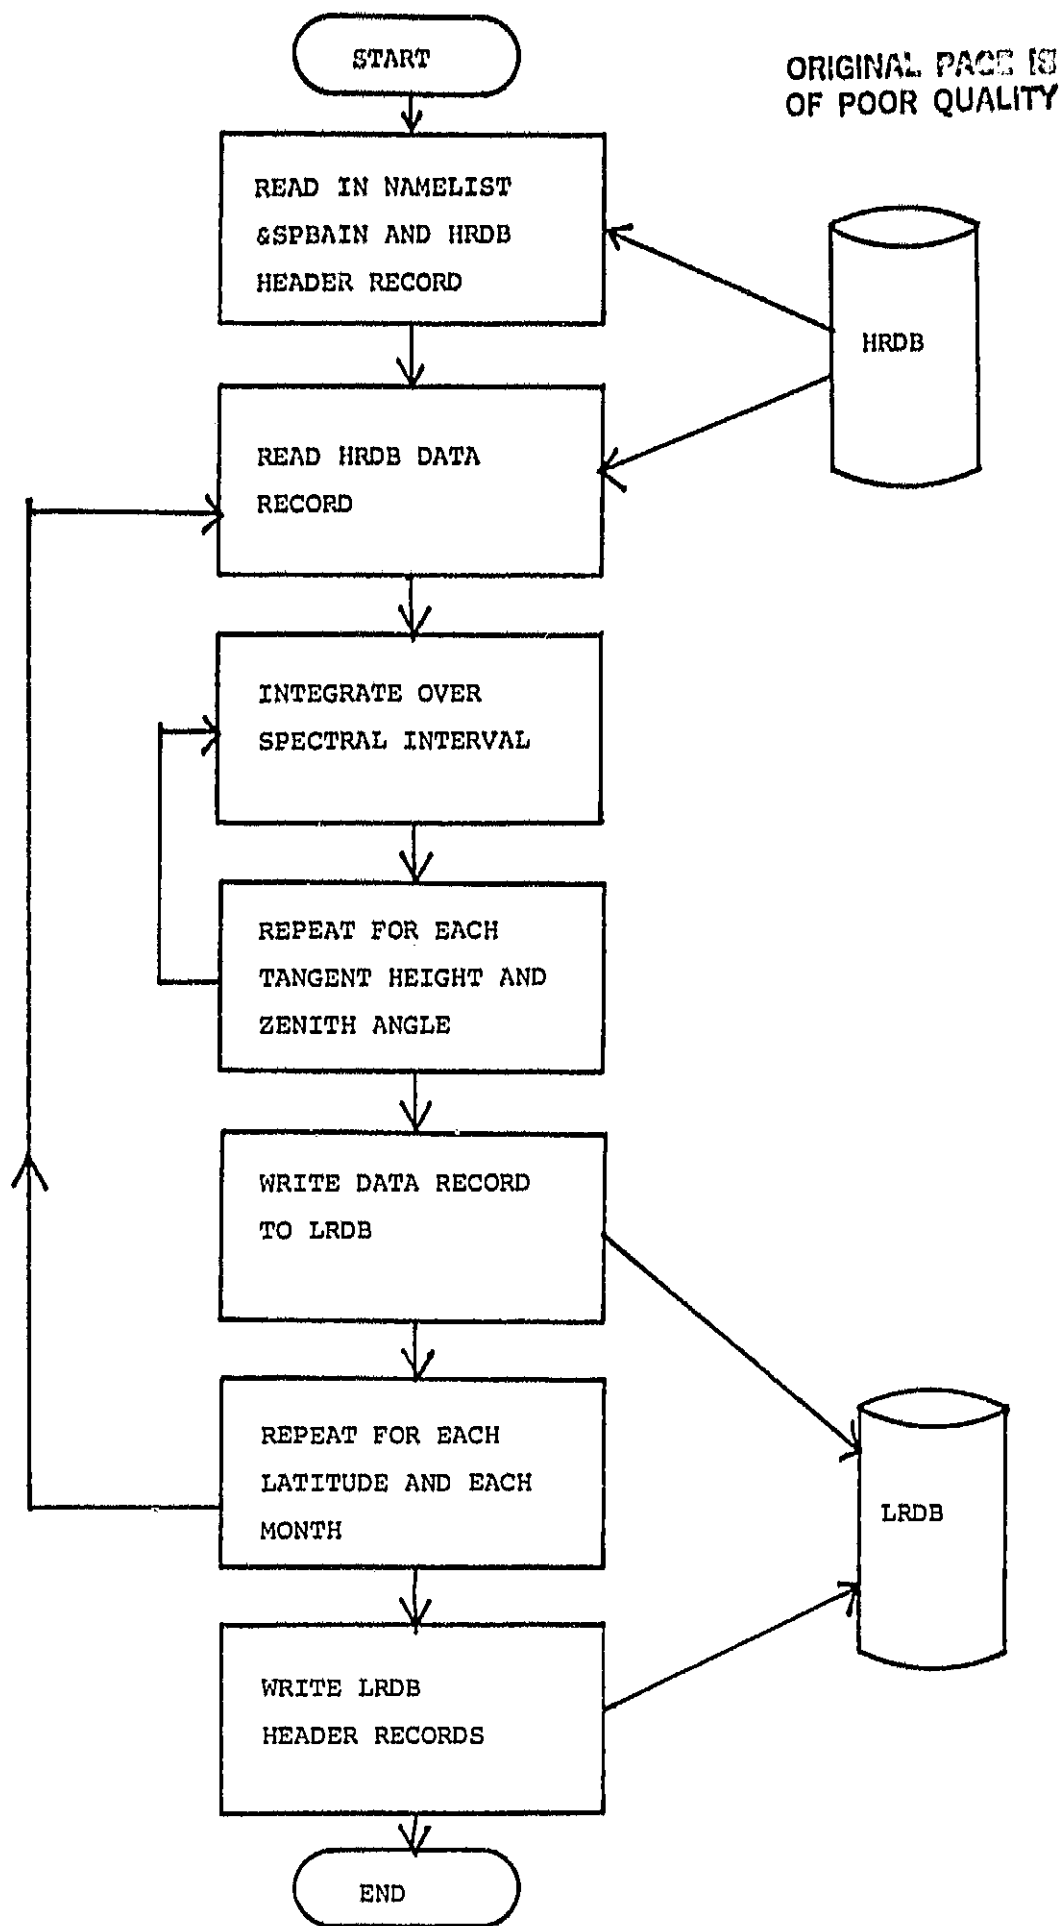 START
ORIGINAL PAGE IS
OF POOR QUALITY
READ IN NAMELIST
&SPBAIN AND HRDB
HEADER RECORD
HRDB
READ HRDB DATA
RECORD
INTEGRATE OVER
SPECTRAL INTERVAL
REPEAT FOR EACH
TANGENT HEIGHT AND
ZENITH ANGLE
WRITE DATA RECORD
TO LRDB
REPEAT FOR EACH
LATITUDE AND EACH
MONTH
LRDB
WRITE LRDB
HEADER RECORDS
END